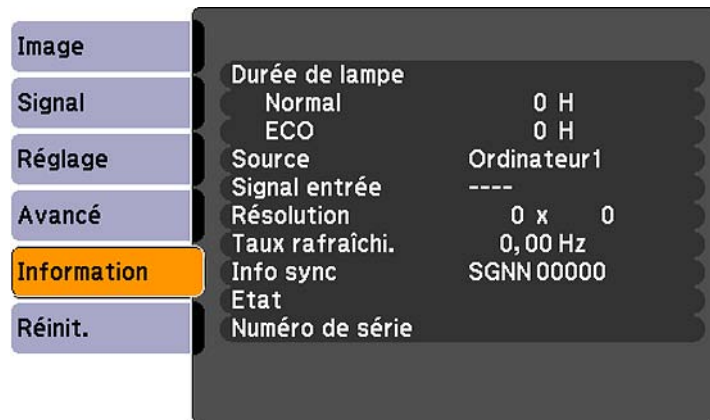 Image
Signal
Réglage
Avancé
Information
Réinit.
Durée de lampe
Normal 0 H
ECO 0 H
Source Ordinateur1
Signal entrée ----
Résolution 0 x 0
Taux rafraîchi. 0,00 Hz
Info sync SGNN 00000
Etat
Numéro de série